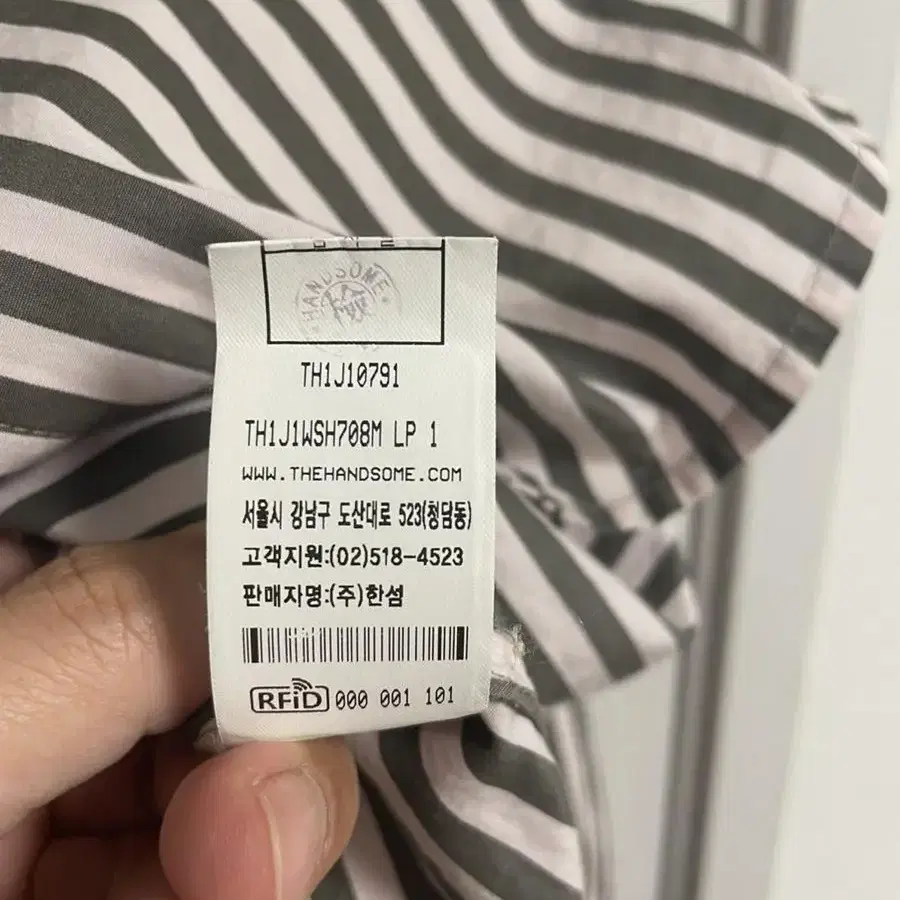 HANDSOME
TH1J10791
TH1J1WSH708M LP 1
WWW.THEHANDSOME.COM
서울시 강남구 도산대로 523(청담동)
고객지원:(02)518-4523
판매자명:(주)한섬
RFiD 000 001 101